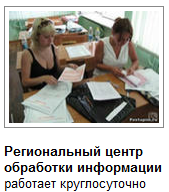 Региональный центр
обработки информации
работает круглосуточно